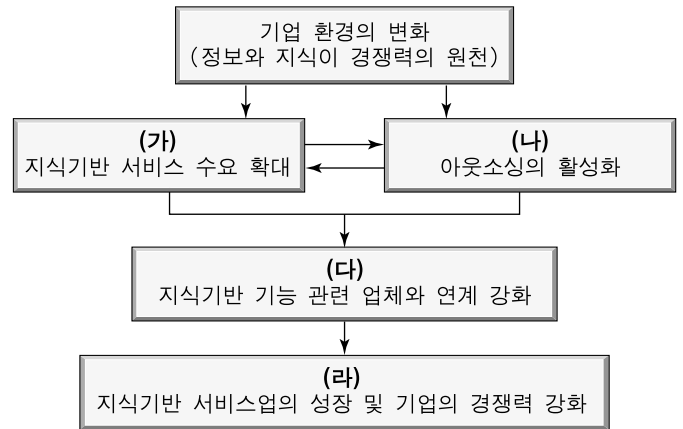 기업 환경의 변화
(정보와 지식이 경쟁력의 원천)
(가)
지식기반 서비스 수요 확대
(나)
아웃소싱의 활성화
(다)
지식기반 기능 관련 업체와 연계 강화
(라)
지식기반 서비스업의 성장 및 기업의 경쟁력 강화